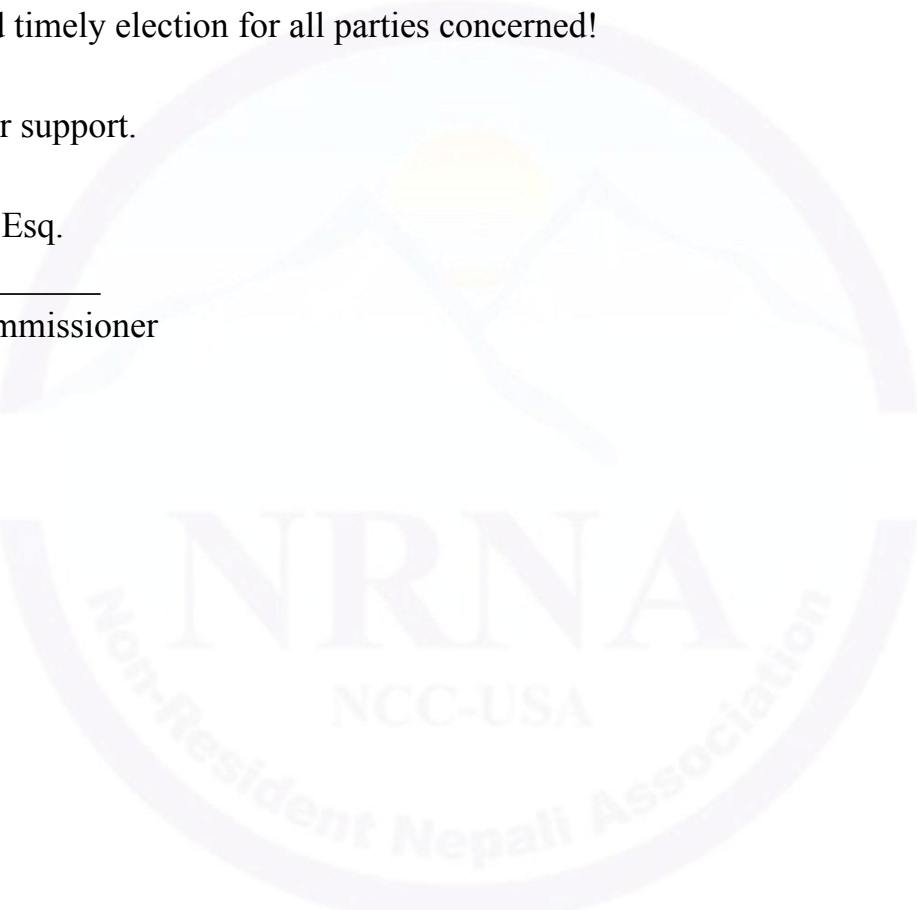 timely election for all parties concerned!
r support.
Esq.
mmissioner
NRNA
NCC-USA
Non-Resident Nepali Association